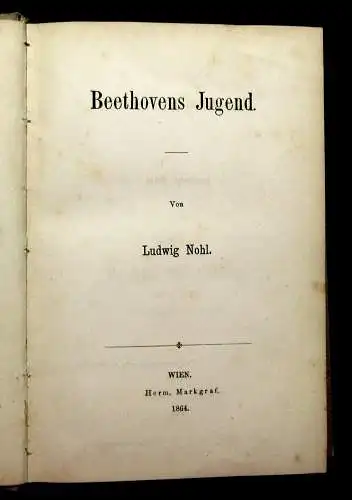 Beethovens Jugend.
Von
Ludwig Nohl.
WIEN.
Herm. Markgraf.
1864.